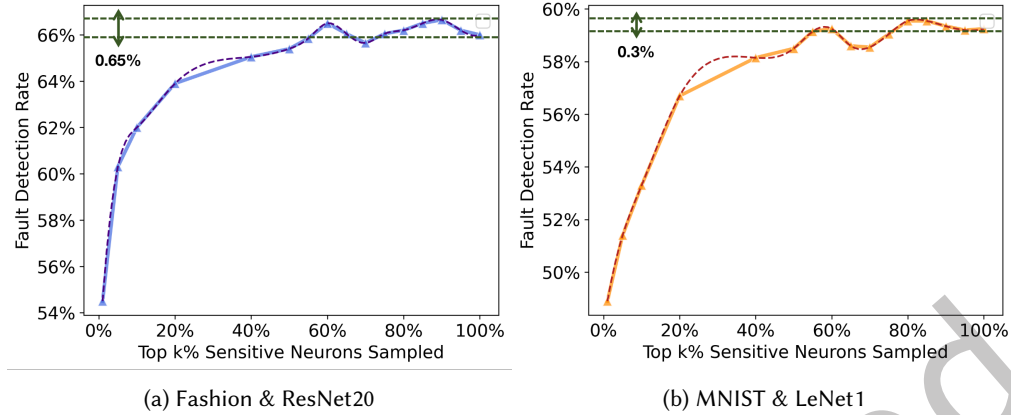 66%
64%
62%
60%
58%
56%
54%
Fault Detection Rate
0.65%
0% 20% 40% 60% 80% 100%
Top k% Sensitive Neurons Sampled
(a) Fashion & ResNet20
60%
58%
56%
54%
52%
50%
Fault Detection Rate
0.3%
0% 20% 40% 60% 80% 100%
Top k% Sensitive Neurons Sampled
(b) MNIST & LeNet1